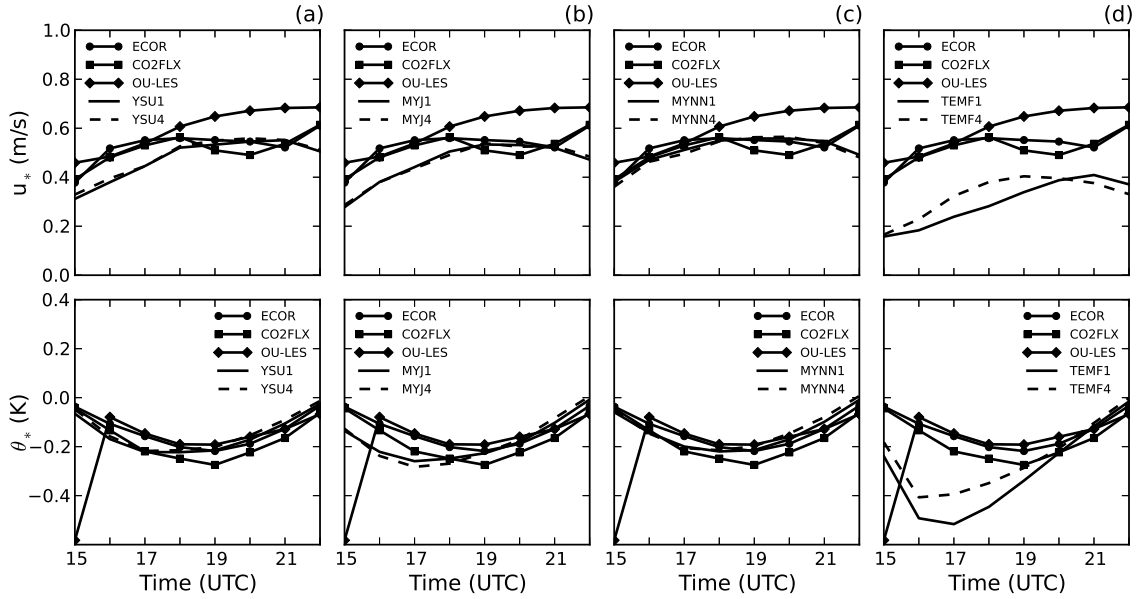 (a) (b) (c) (d)
1.0
0.8
0.6
0.4
0.2
0.0
u* (m/s)
ECOR
CO2FLX
OU-LES
YSU1
YSU4
ECOR
CO2FLX
OU-LES
MYJ1
MYJ4
ECOR
CO2FLX
OU-LES
MYNN1
MYNN4
ECOR
CO2FLX
OU-LES
TEMF1
TEMF4
0.4
0.2
0.0
−0.2
−0.4
θ* (K)
ECOR
CO2FLX
OU-LES
YSU1
YSU4
ECOR
CO2FLX
OU-LES
MYJ1
MYJ4
ECOR
CO2FLX
OU-LES
MYNN1
MYNN4
ECOR
CO2FLX
OU-LES
TEMF1
TEMF4
15 17 19 21 15 17 19 21 15 17 19 21 15 17 19 21
Time (UTC) Time (UTC) Time (UTC) Time (UTC)